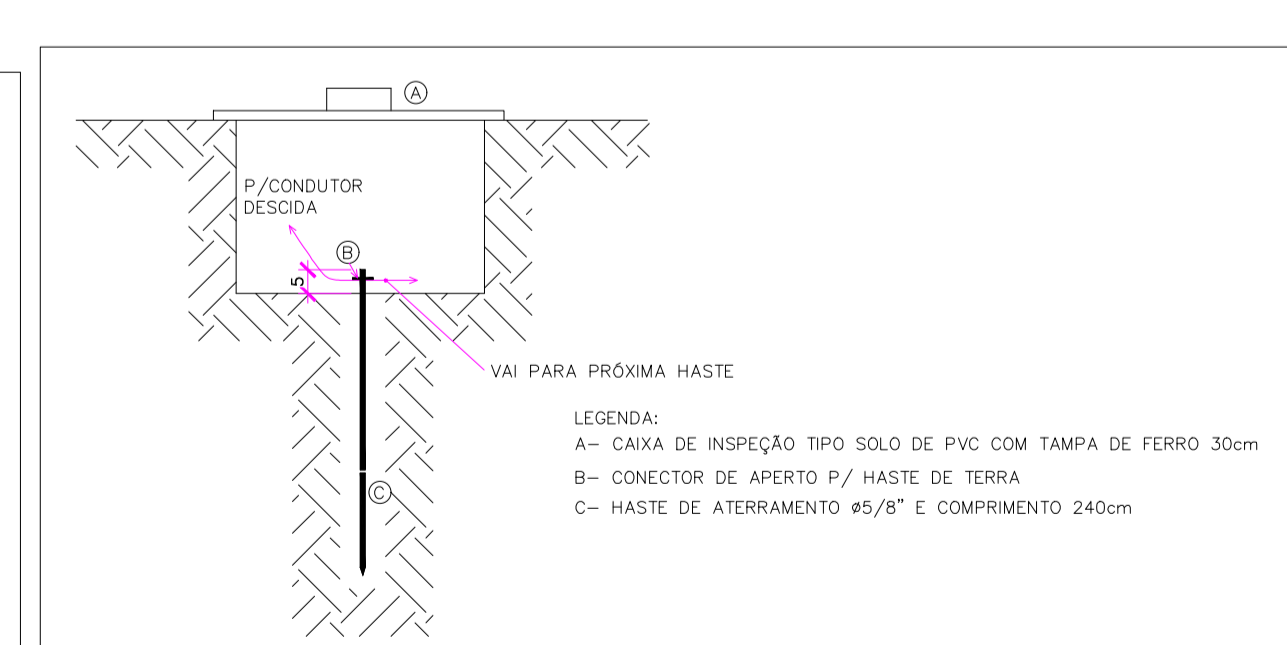 A
P/CONDUTOR
DESCIDA
B
5
VAI PARA PRÓXIMA HASTE
LEGENDA:
A- CAIXA DE INSPEÇÃO TIPO SOLO DE PVC COM TAMPA DE FERRO 30cm
B- CONECTOR DE APERTO P/ HASTE DE TERRA
C
C- HASTE DE ATERRAMENTO ø5/8" E COMPRIMENTO 240cm